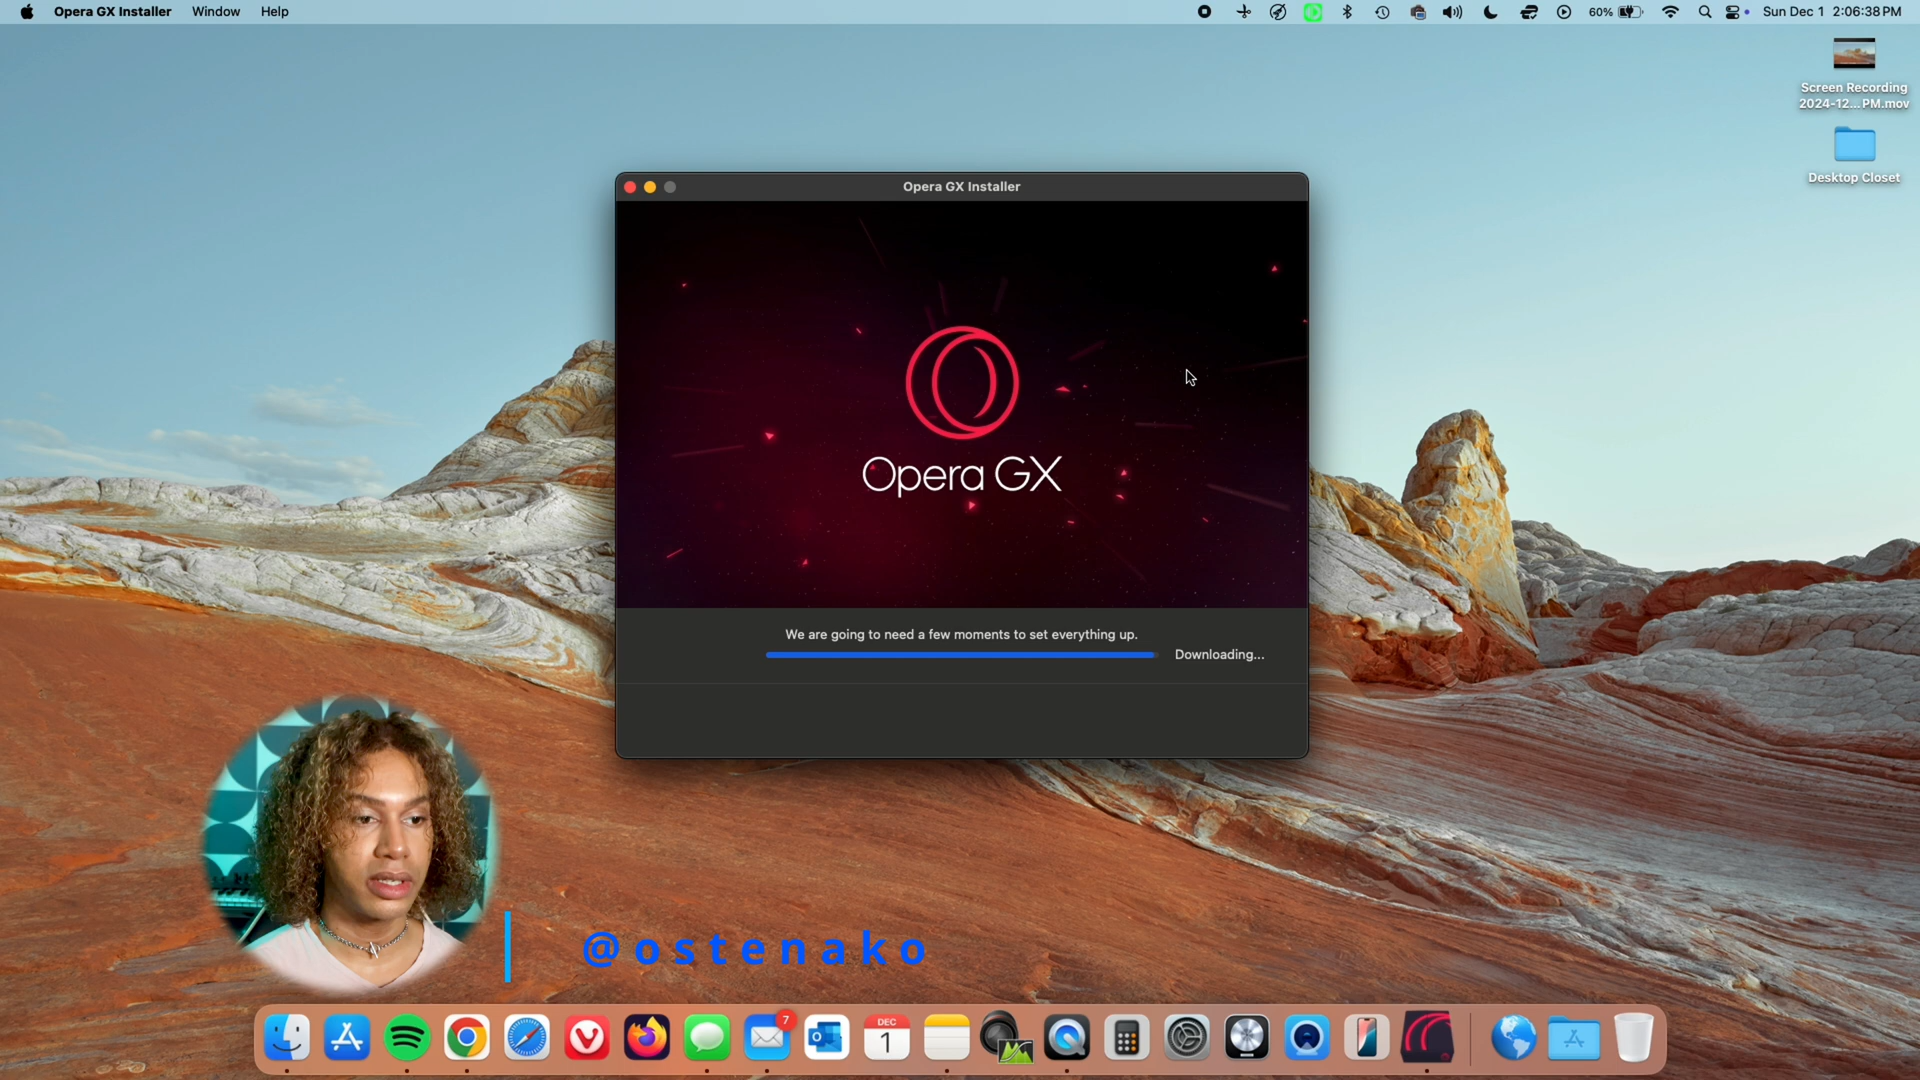 Opera GX Installer Window Help
60% Sun Dec 1 2:06:38 PM
Screen Recording
2024-12... PM.mov
Desktop Closet
Opera GX Installer
Opera GX
We are going to need a few moments to set everything up.
Downloading...
@ostenako
7
DEC
1